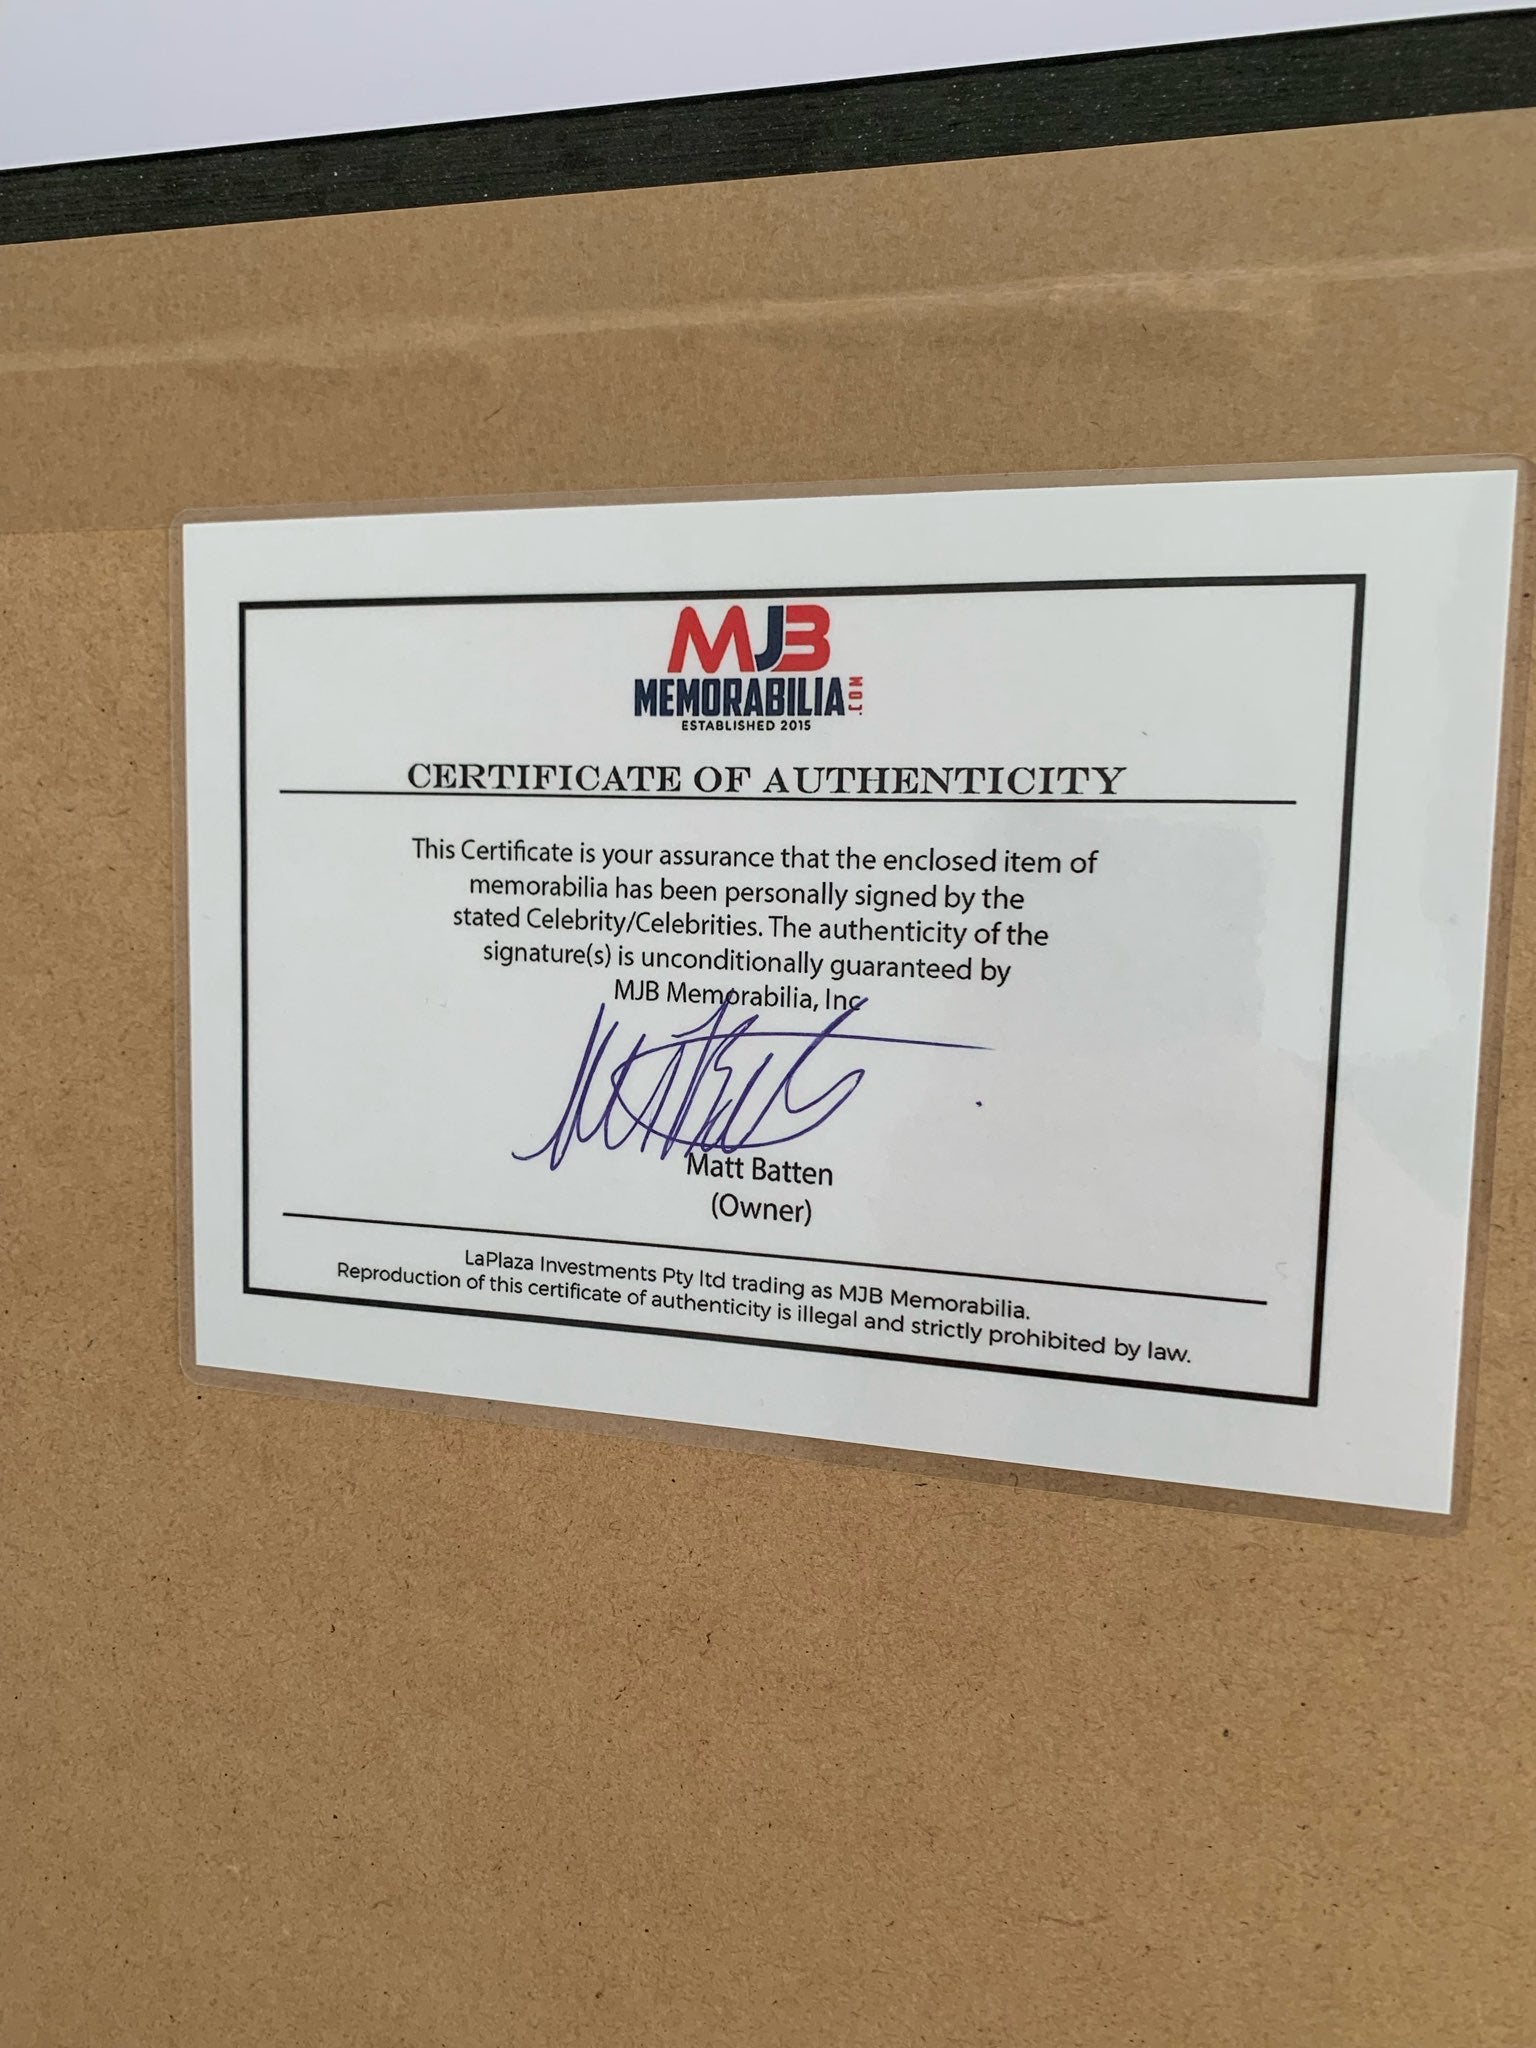 MJB
MEMORABILIA.COM
ESTABLISHED 2015
CERTIFICATE OF AUTHENTICITY
This Certificate is your assurance that the enclosed item of
memorabilia has been personally signed by the
stated Celebrity/Celebrities. The authenticity of the
signature(s) is unconditionally guaranteed by
MJB Memorabilia, Inc
Matt Batten
(Owner)
LaPlaza Investments Pty ltd trading as MJB Memorabilia.
Reproduction of this certificate of authenticity is illegal and strictly prohibited by law.